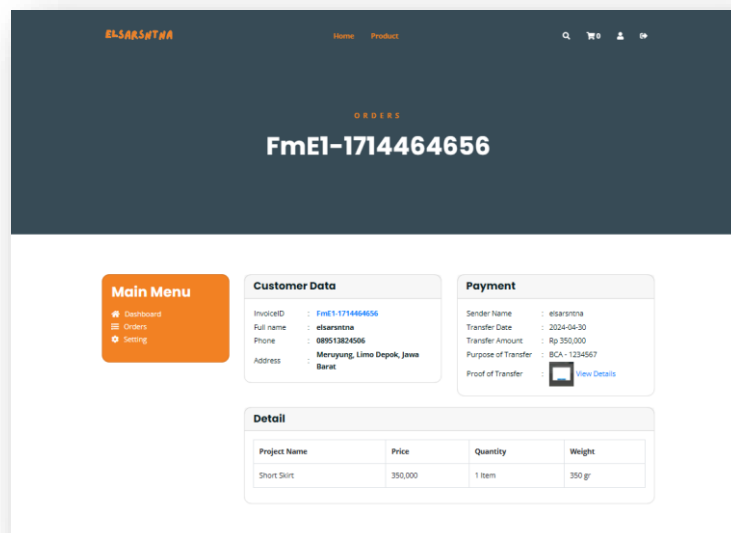 ELSARSNTNA
Home Product
0
ORDERS
FmE1-1714464656
Main Menu
Dashboard
Orders
Setting
Customer Data
InvoiceID : FmE1-1714464656
Full name : elsarsntna
Phone : 089513824506
Address : Meruyung, Limo Depok, Jawa
Barat
Payment
Sender Name : elsarsntna
Transfer Date : 2024-04-30
Transfer Amount : Rp 350,000
Purpose of Transfer : BCA - 1234567
Proof of Transfer : View Details
Detail
Project Name Price Quantity Weight
Short Skirt 350,000 1 Item 350 gr